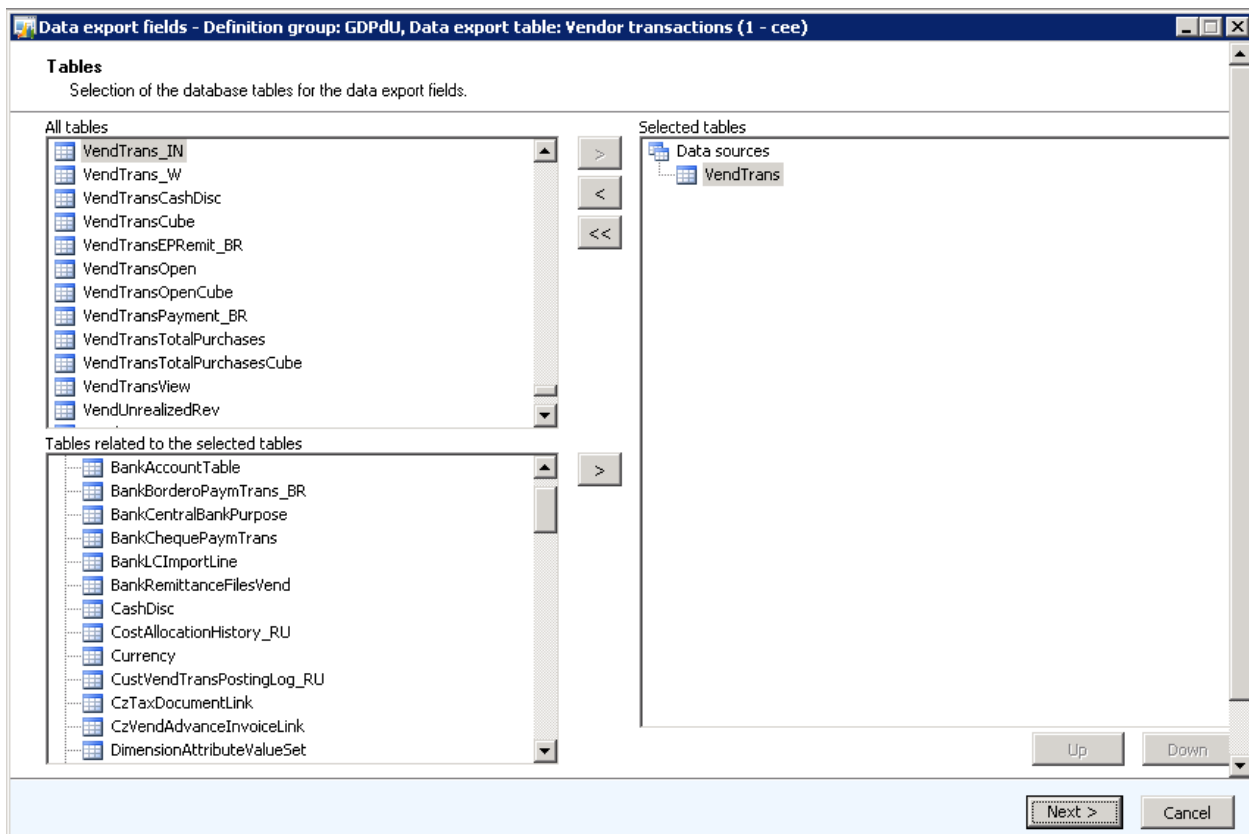 Data export fields - Definition group: GDPdU, Data export table: Vendor transactions (1 - cee)
Tables
Selection of the database tables for the data export fields.
All tables
VendTrans_IN
VendTrans_W
VendTransCashDisc
VendTransCube
VendTransEPRemit_BR
VendTransOpen
VendTransOpenCube
VendTransPayment_BR
VendTransTotalPurchases
VendTransTotalPurchasesCube
VendTransView
VendUnrealizedRev
>
<
<<
Selected tables
Data sources
VendTrans
Tables related to the selected tables
BankAccountTable
BankBorderoPaymTrans_BR
BankCentralBankPurpose
BankChequePaymTrans
BankLCImportLine
BankRemittanceFilesVend
CashDisc
CostAllocationHistory_RU
Currency
CustVendTransPostingLog_RU
CzTaxDocumentLink
CzVendAdvanceInvoiceLink
DimensionAttributeValueSet
>
Up Down
Next > Cancel